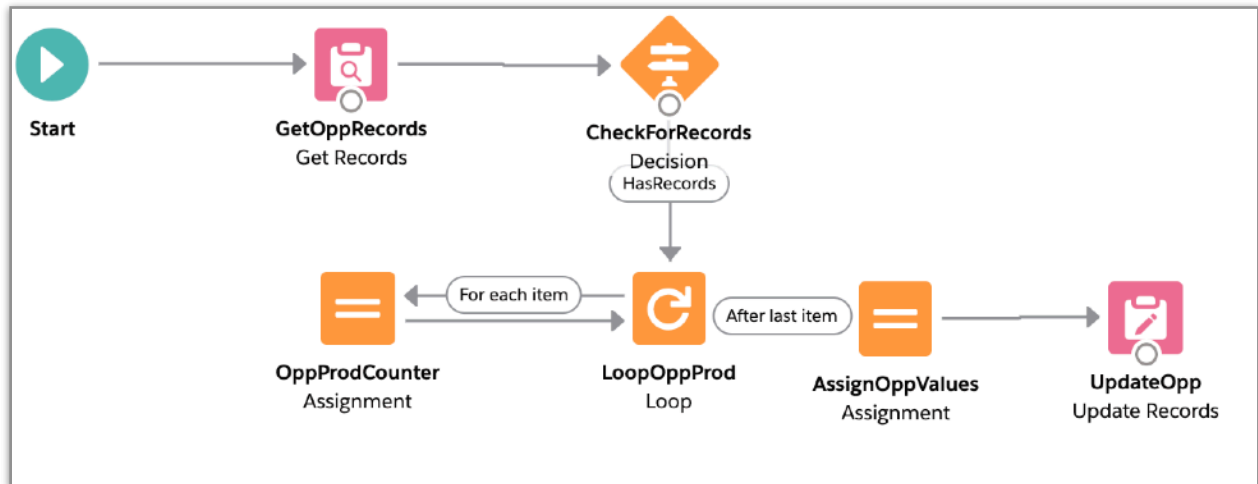 Start
GetOppRecords
Get Records
CheckForRecords
Decision
HasRecords
For each item
After last item
OppProdCounter
Assignment
LoopOppProd
Loop
AssignOppValues
Assignment
UpdateOpp
Update Records